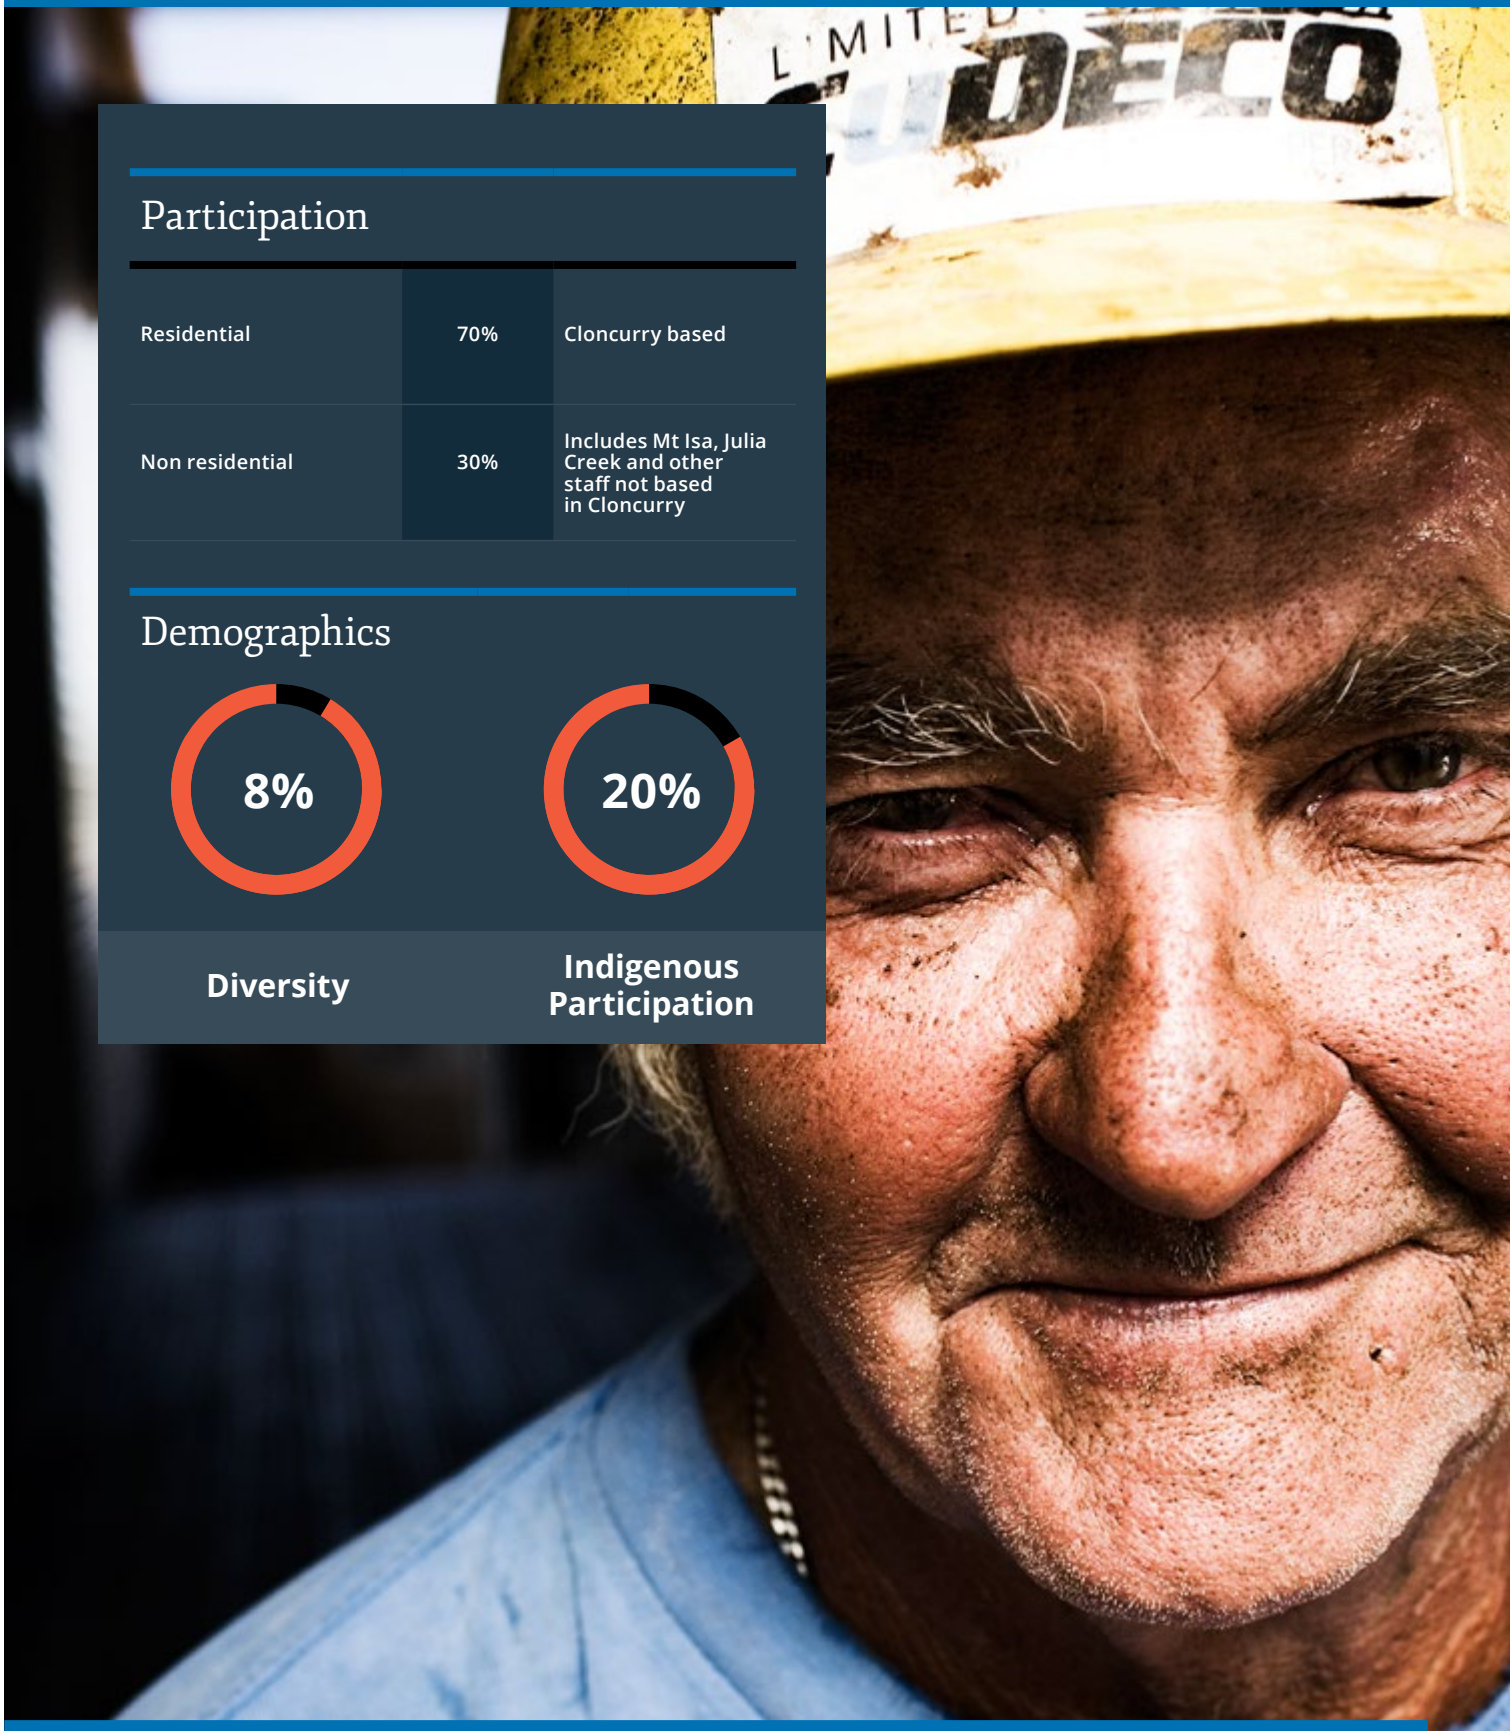 LIMITED
CUDECO
Participation
Residential 70% Cloncurry based
Non residential 30% Includes Mt Isa, Julia
Creek and other
staff not based
in Cloncurry
Demographics
8% 20%
Diversity Indigenous
Participation